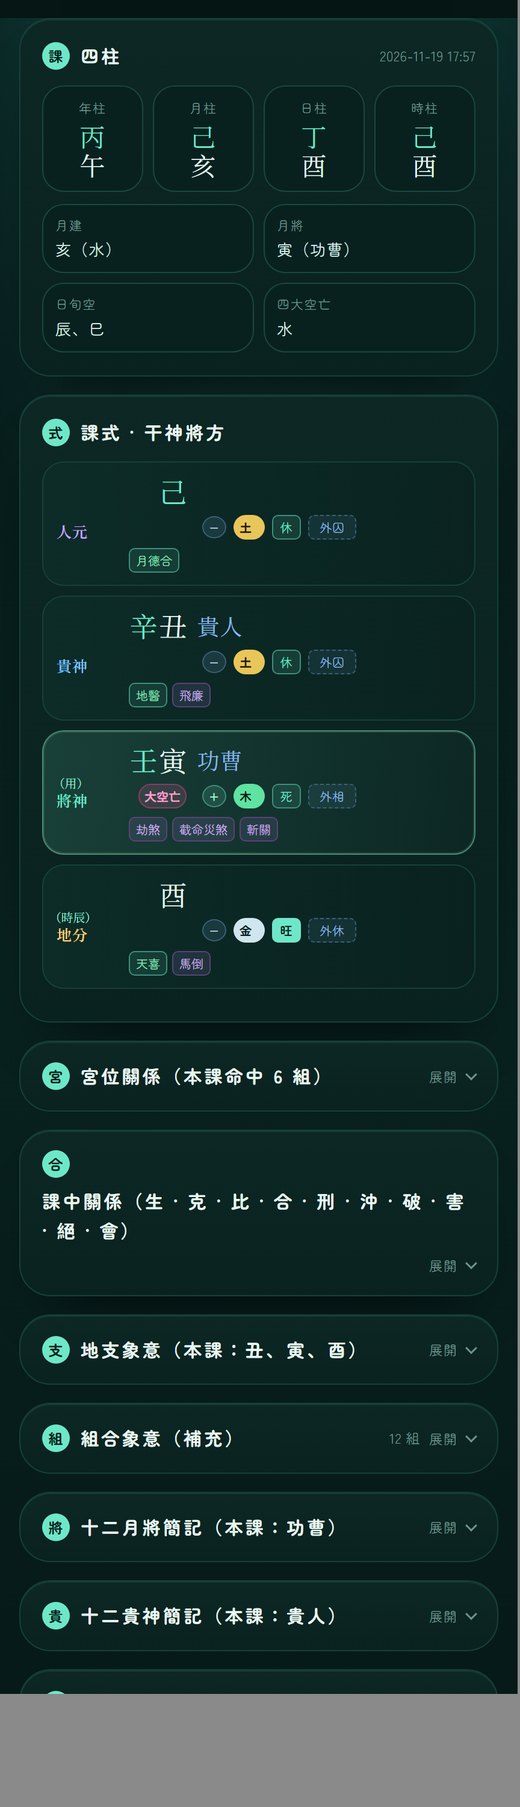 課 四柱 2026-11-19 17:57
年柱 月柱 日柱 時柱
丙 己 丁 己
午 亥 酉 酉
月建 月將
亥（水） 寅（功曹）
日旬空 四大空亡
辰、巳 水
式 課式 · 干神將方
己
人元 − 土 休 外囚
月德合
辛丑 貴人
貴神 − 土 休 外囚
地醫 飛廉
壬寅 功曹
（用）
將神 大空亡 + 木 死 外相
劫煞 截命災煞 斬關
酉
（時辰）
地分 − 金 旺 外休
天喜 馬倒
宮 宮位關係（本課命中 6 組） 展開
合
課中關係（生 · 克 · 比 · 合 · 刑 · 沖 · 破 · 害
· 絕 · 會）
展開
支 地支象意（本課：丑、寅、酉） 展開
組 組合象意（補充） 12 組 展開
將 十二月將簡記（本課：功曹） 展開
貴 十二貴神簡記（本課：貴人） 展開